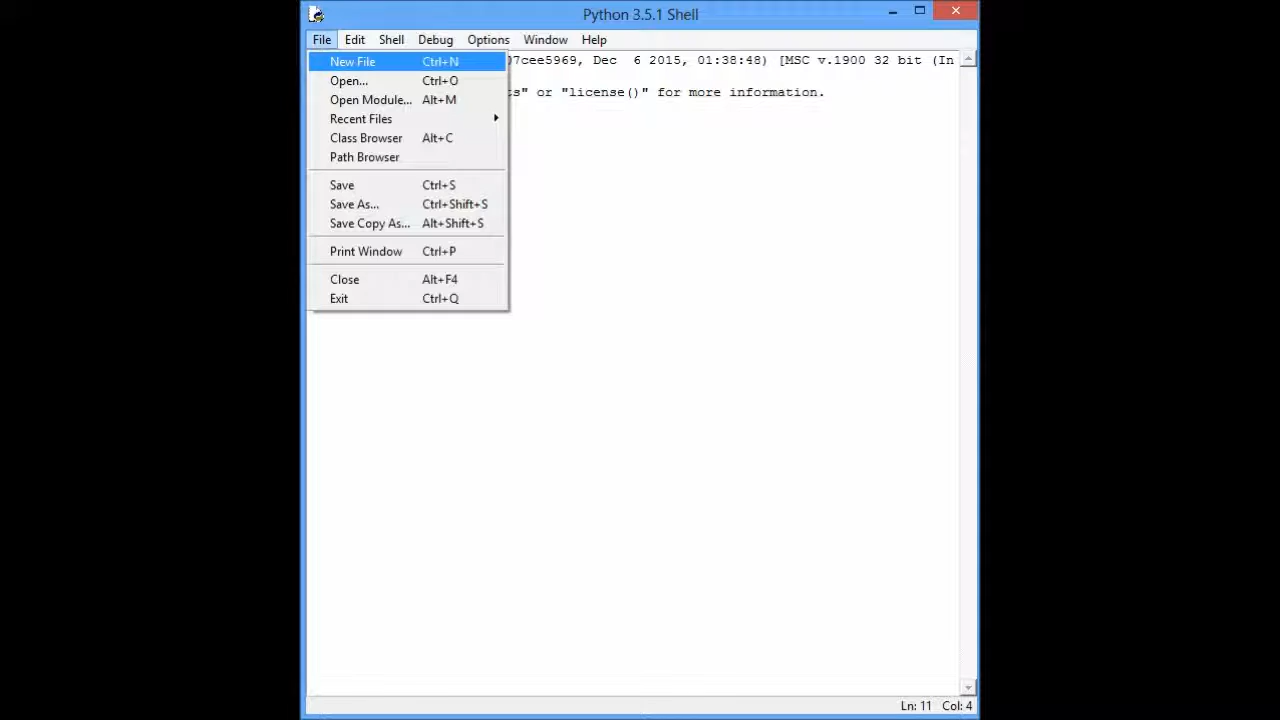 Python 3.5.1 Shell
File Edit Shell Debug Options Window Help
New File Ctrl+N
Open... Ctrl+O
Open Module... Alt+M
Recent Files
Class Browser Alt+C
Path Browser
Save Ctrl+S
Save As... Ctrl+Shift+S
Save Copy As... Alt+Shift+S
Print Window Ctrl+P
Close Alt+F4
Exit Ctrl+Q
07cee5969, Dec  6 2015, 01:38:48) [MSC v.1900 32 bit (In
ts" or "license()" for more information.
Ln: 11 Col: 4